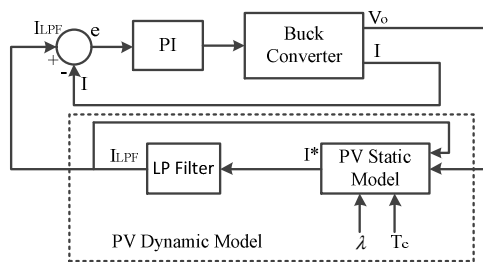 ILPF
+
-
e
I
PI
Buck
Converter
Vo
I
ILPF
LP Filter
I*
PV Static
Model
λ
Tc
PV Dynamic Model